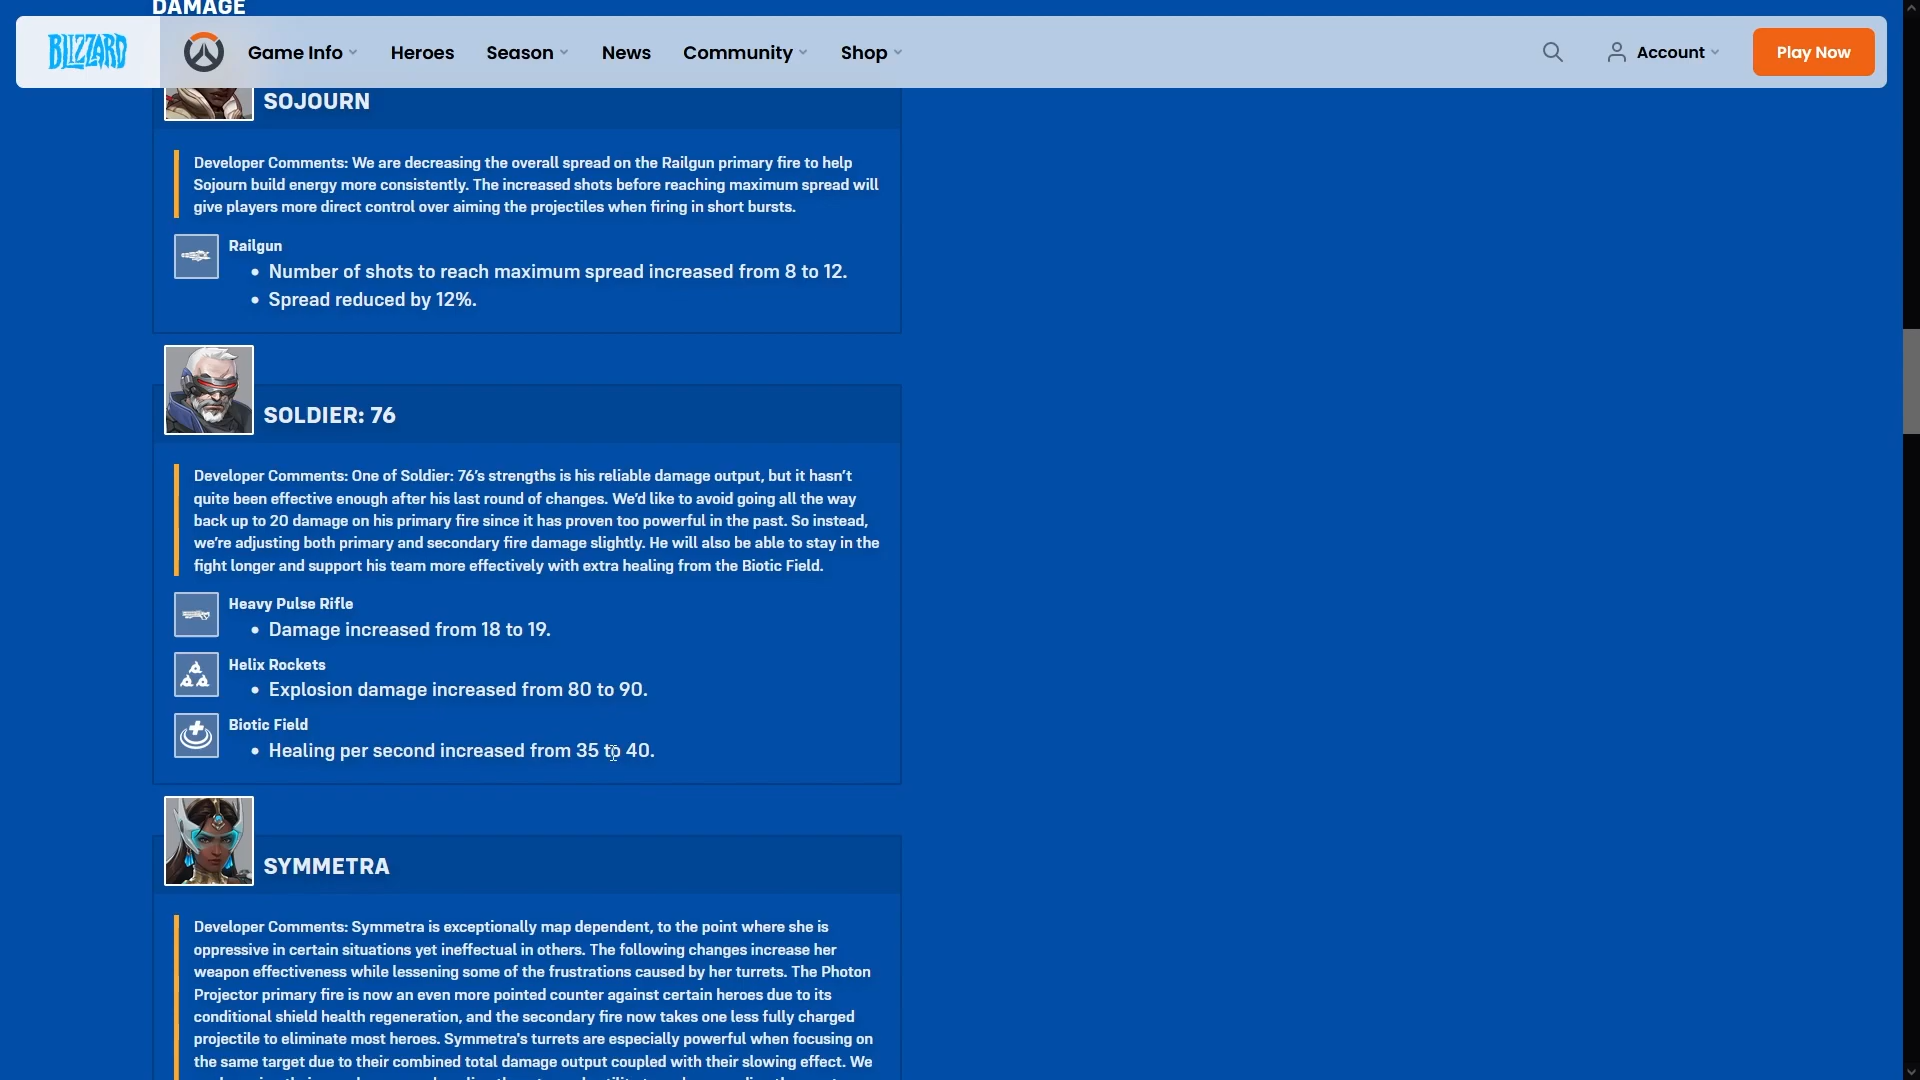 DAMAGE
BLIZZARD
Game Info
Heroes
Season
News
Community
Shop
Account
Play Now
SOJOURN
Developer Comments: We are decreasing the overall spread on the Railgun primary fire to help
Sojourn build energy more consistently. The increased shots before reaching maximum spread will
give players more direct control over aiming the projectiles when firing in short bursts.
Railgun
• Number of shots to reach maximum spread increased from 8 to 12.
• Spread reduced by 12%.
SOLDIER: 76
Developer Comments: One of Soldier: 76’s strengths is his reliable damage output, but it hasn’t
quite been effective enough after his last round of changes. We’d like to avoid going all the way
back up to 20 damage on his primary fire since it has proven too powerful in the past. So instead,
we’re adjusting both primary and secondary fire damage slightly. He will also be able to stay in the
fight longer and support his team more effectively with extra healing from the Biotic Field.
Heavy Pulse Rifle
• Damage increased from 18 to 19.
Helix Rockets
• Explosion damage increased from 80 to 90.
Biotic Field
• Healing per second increased from 35 to 40.
SYMMETRA
Developer Comments: Symmetra is exceptionally map dependent, to the point where she is
oppressive in certain situations yet ineffectual in others. The following changes increase her
weapon effectiveness while lessening some of the frustrations caused by her turrets. The Photon
Projector primary fire is now an even more pointed counter against certain heroes due to its
conditional shield health regeneration, and the secondary fire now takes one less fully charged
projectile to eliminate most heroes. Symmetra's turrets are especially powerful when focusing on
the same target due to their combined total damage output coupled with their slowing effect. We